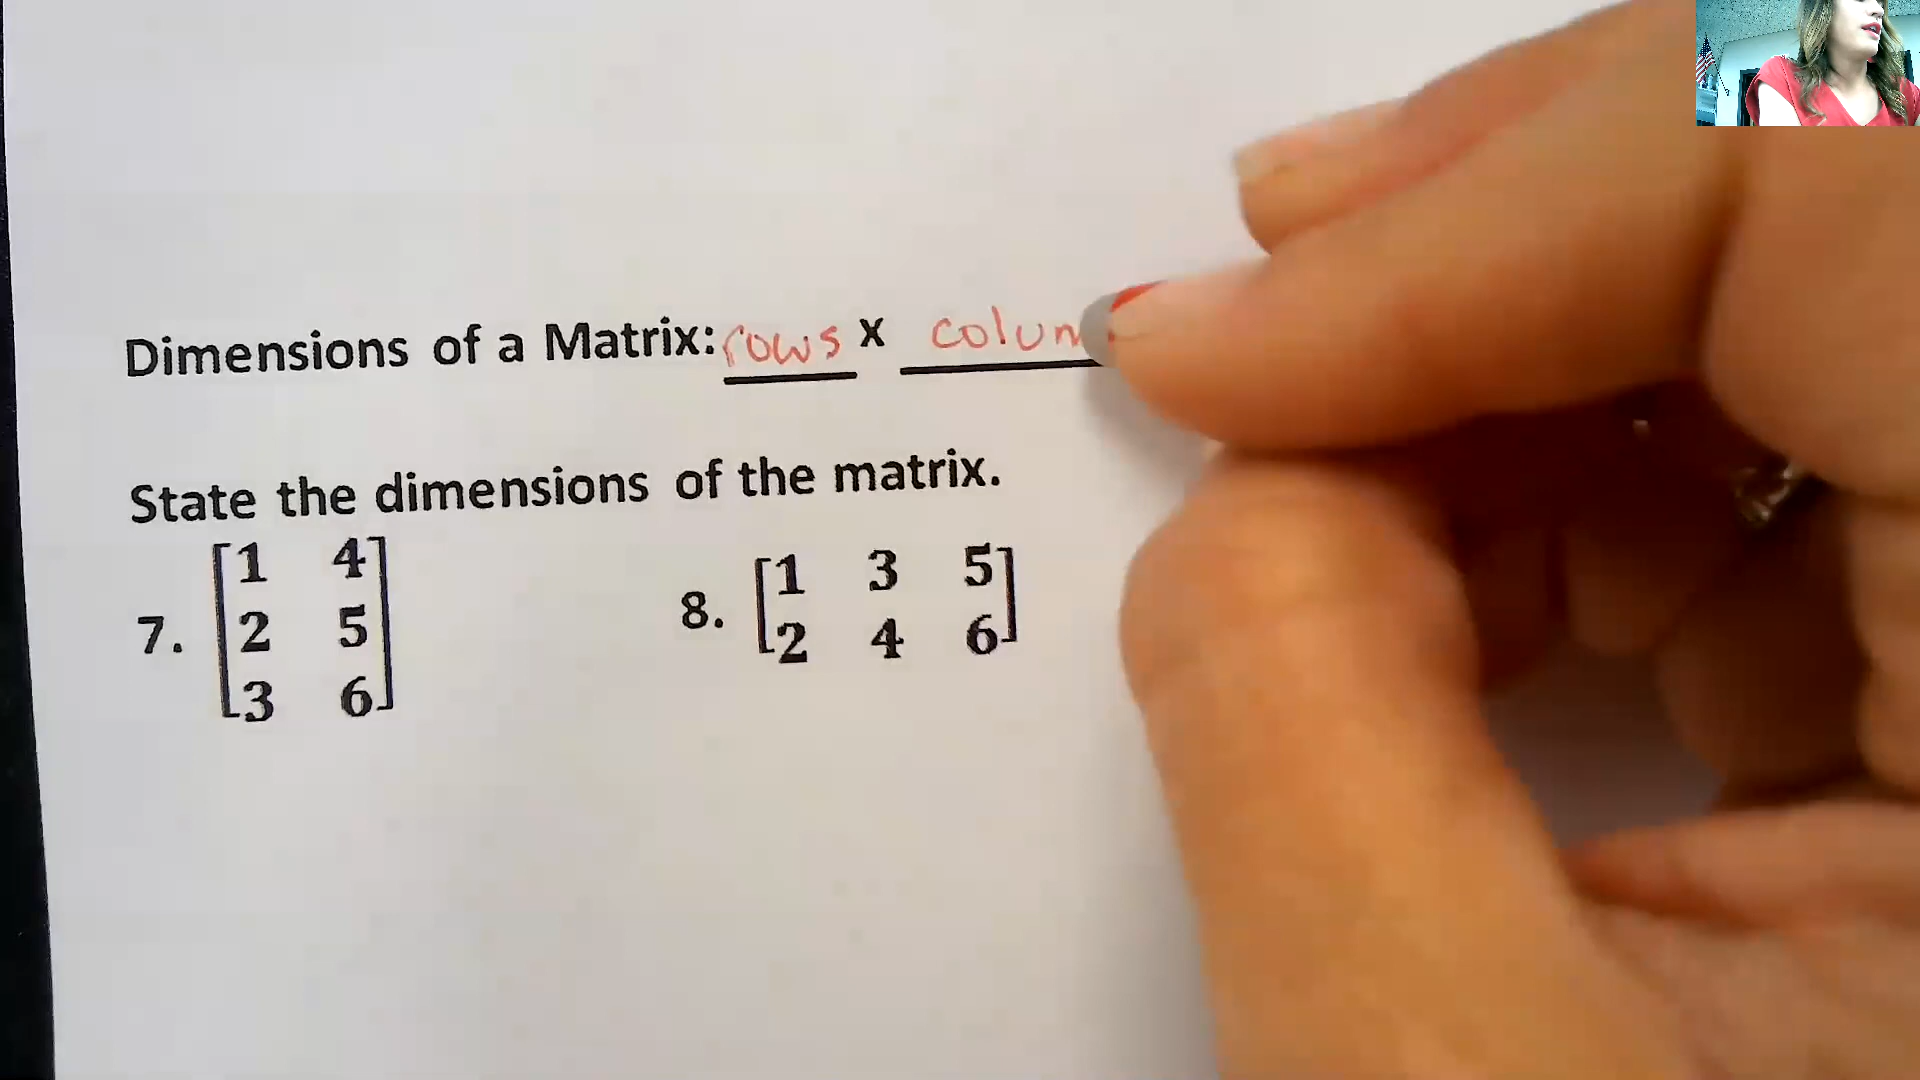 Dimensions of a Matrix: rows x colum
State the dimensions of the matrix.
7. [1 4
2 5
3 6]
8. [1 3 5
2 4 6]